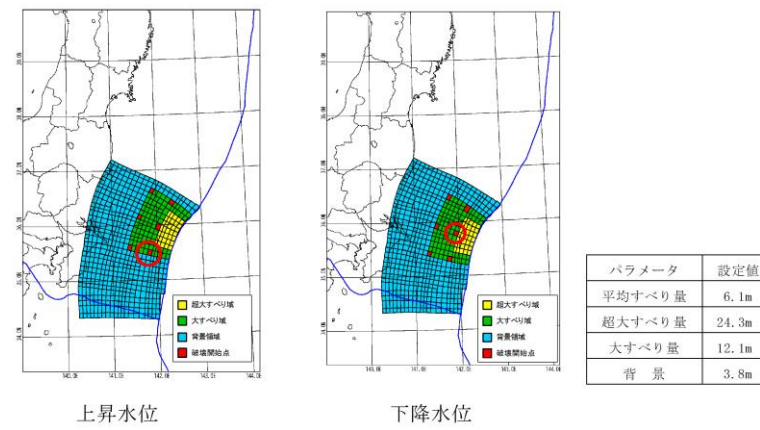 超大すべり域
大すべり域
背景領域
破壊開始点
上昇水位
超大すべり域
大すべり域
背景領域
破壊開始点
下降水位
パラメータ 設定値
平均すべり量 6.1m
超大すべり量 24.3m
大すべり量 12.1m
背 景 3.8m